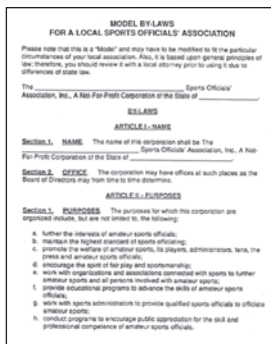 MODEL BY-LAWS
FOR A LOCAL SPORTS OFFICIALS' ASSOCIATION
Please note that this is a "Model" and may have to be modified to fit the particular
circumstances of your local association. Also, it is based upon general principles of
law; therefore, you should review it with a local attorney prior to using it due to
differences of state law.
The ____________________ Sports Officials'
Association, Inc., A Not-For-Profit Corporation of the State of ____________.
BY-LAWS
ARTICLE I - NAME
Section 1. NAME. The name of this corporation shall be The
____________________ Sports Officials' Association, Inc., A Not-
For-Profit Corporation of the State of ____________.
Section 2. OFFICE. The corporation may have offices at such places as the
Board of Directors may from time to time determine.
ARTICLE II - PURPOSES
Section 1. PURPOSES. The purposes for which this corporation are
organized include, but are not limited to, the following:
a. further the interests of amateur sports officials;
b. maintain the highest standard of sports officiating;
c. promote the welfare of amateur sports, its players, administrators, fans, the
press and amateur sports officials;
d. encourage the spirit of fair play and sportsmanship;
e. work with organizations and associations connected with sports to further
amateur sports and all persons involved with amateur sports;
f. provide educational programs to advance the skills of amateur sports
officials;
g. work with sports administrators to provide qualified sports officials to officiate
amateur sports;
h. conduct programs to encourage public appreciation for the skill and
professional competence of amateur sports officials.